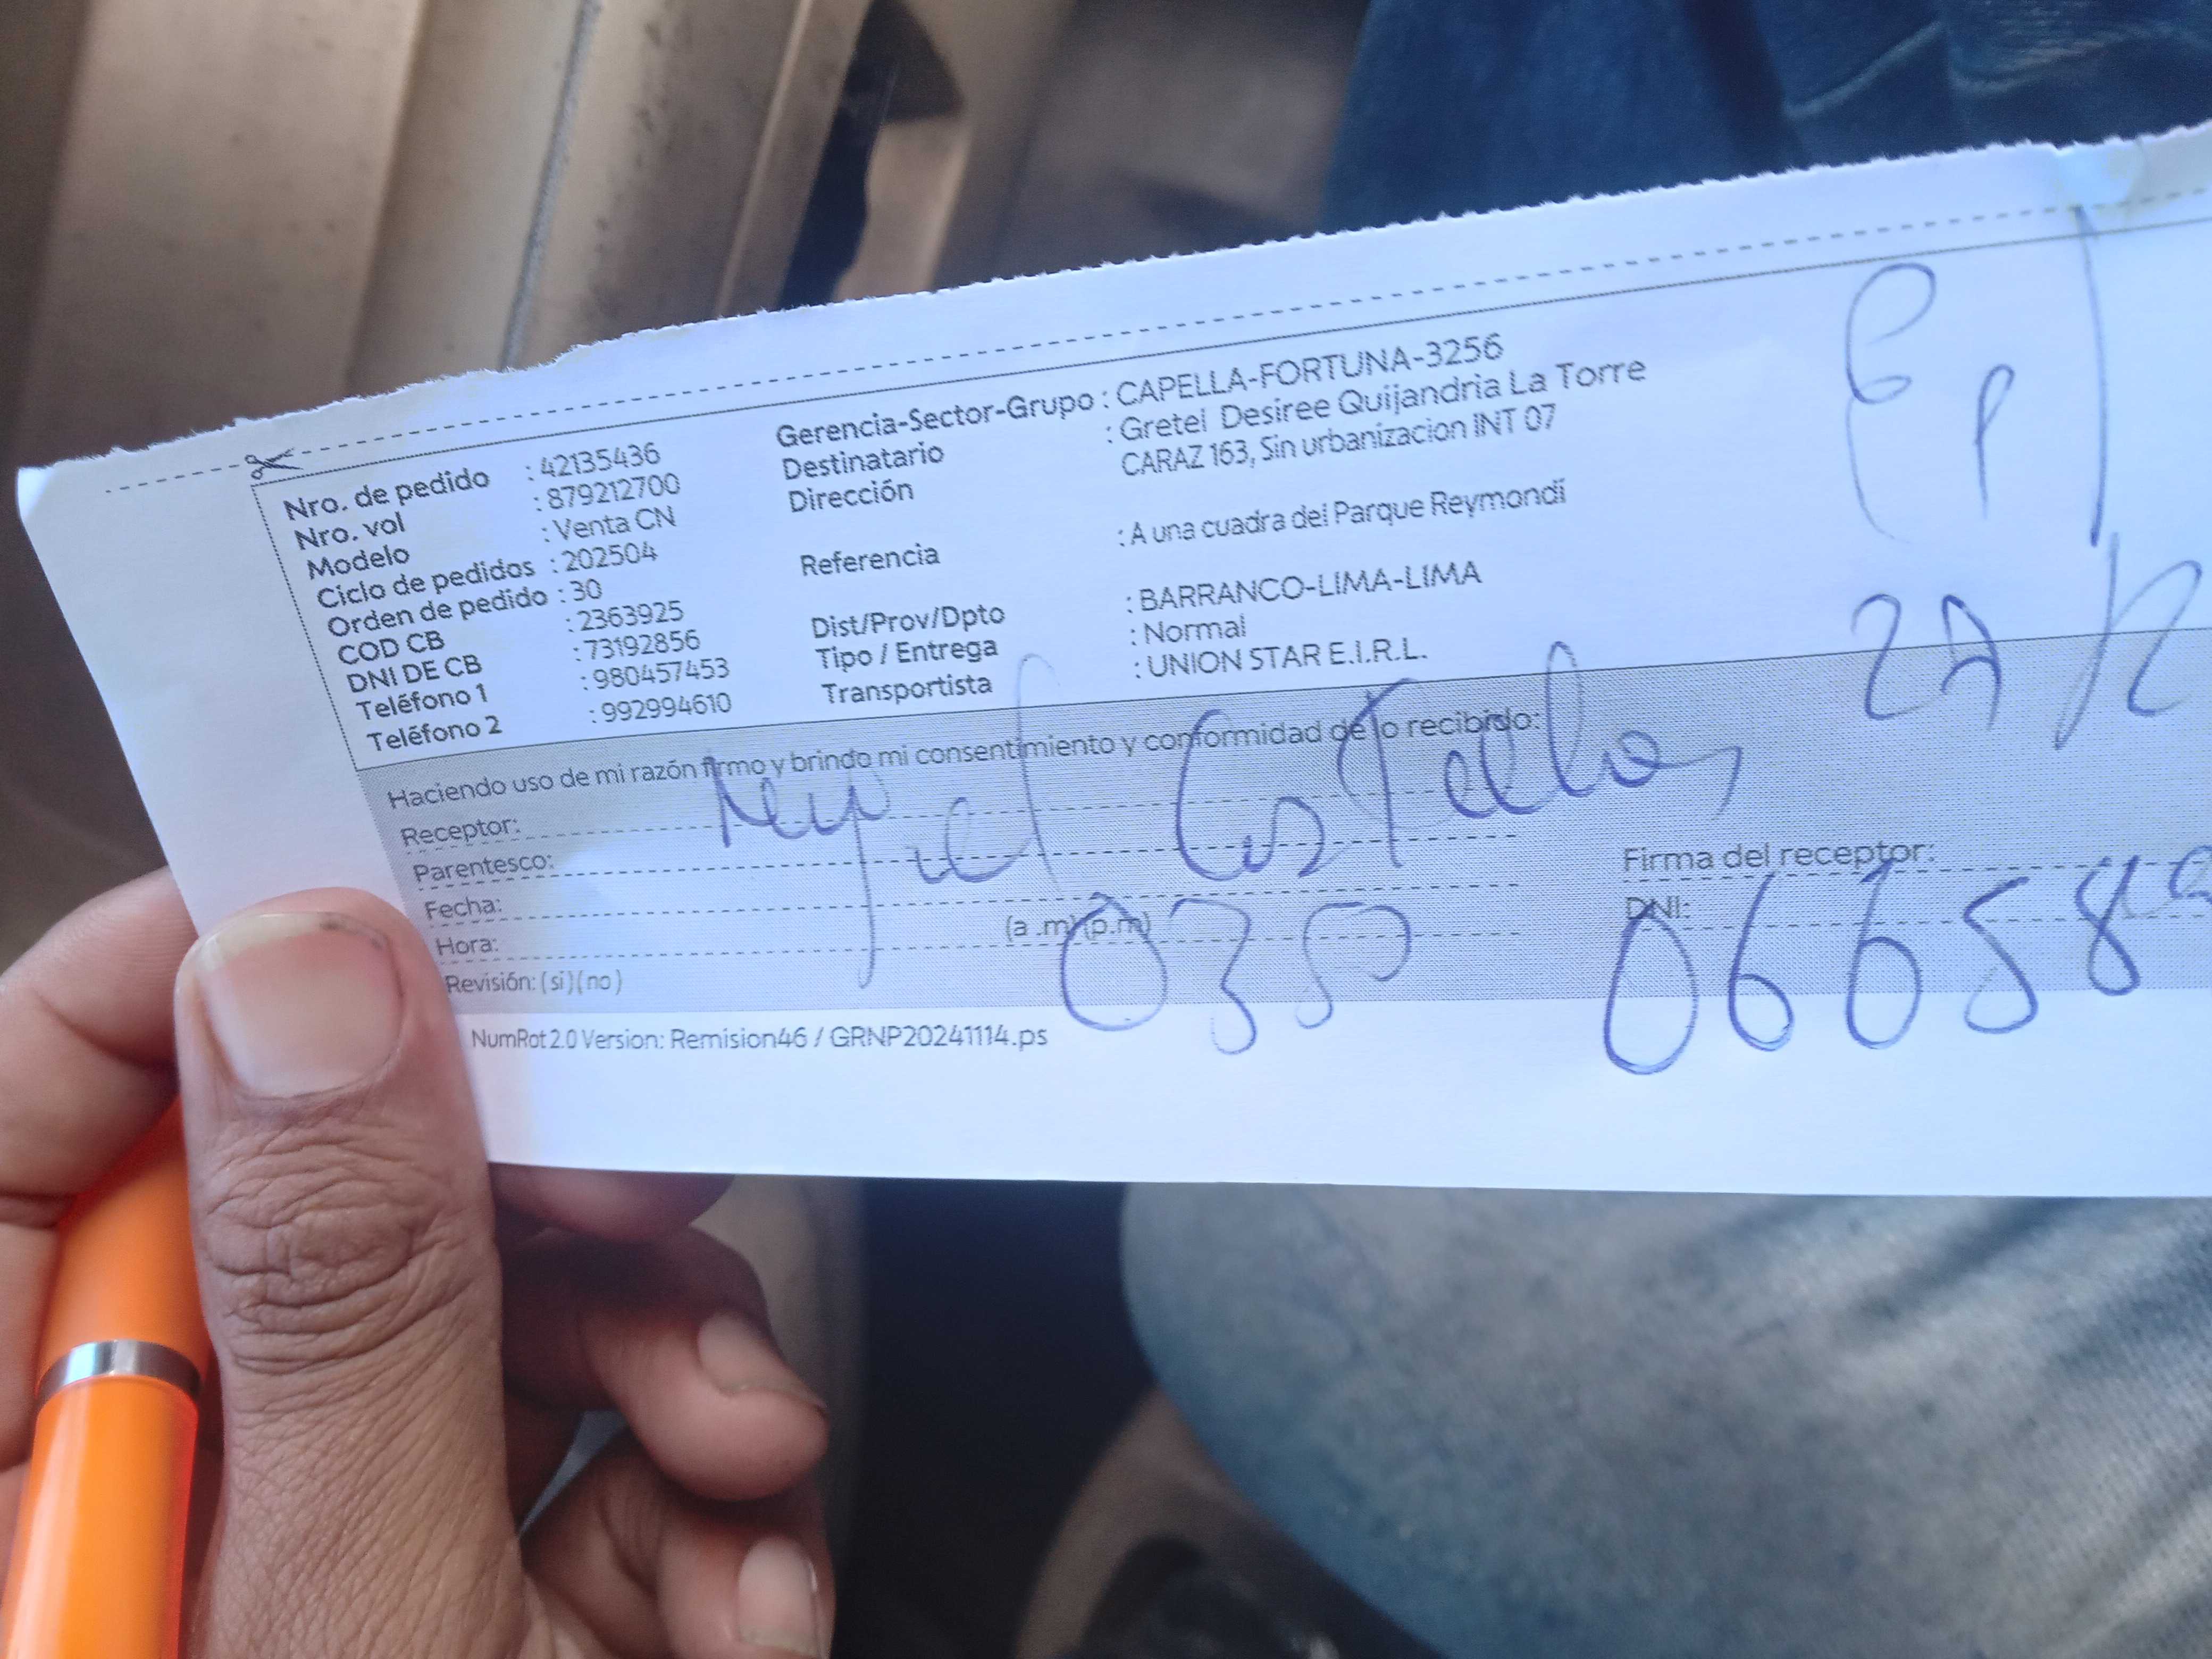 Nro. de pedido : 42135436
Nro. vol : 879212700
Modelo : Venta CN
Ciclo de pedidos : 202504
Orden de pedido : 30
COD CB : 2363925
DNI DE CB : 73192856
Teléfono 1 : 980457453
Teléfono 2 : 992994610
Gerencia-Sector-Grupo : CAPELLA-FORTUNA-3256
Destinatario : Gretel Desiree Quijandria La Torre
Dirección CARAZ 163, Sin urbanizacion INT 07
Referencia : A una cuadra del Parque Reymondi
Dist/Prov/Dpto : BARRANCO-LIMA-LIMA
Tipo / Entrega : Normal
Transportista : UNION STAR E.I.R.L.
Haciendo uso de mi razón firmo y brindo mi consentimiento y conformidad de lo recibido:
Receptor:
Parentesco:
Fecha:
Hora: (a .m) (p.m)
Revisión: (si) (no)
Firma del receptor:
DNI:
NumRot 2.0 Version: Remision46 / GRNP20241114.ps